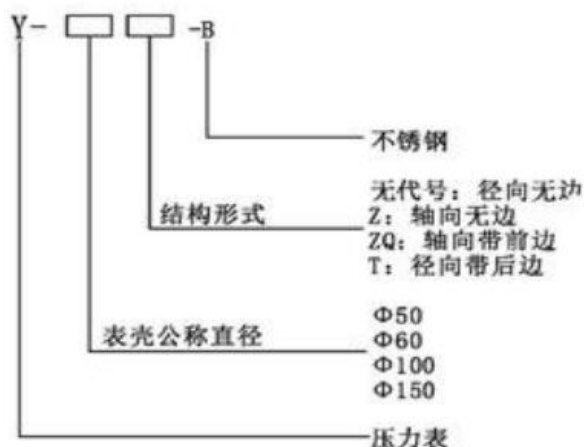 Y- -B
不锈钢
无代号：径向无边
结构形式
Z：轴向无边
ZQ：轴向带前边
T：径向带后边
Φ50
表壳公称直径
Φ60
Φ100
Φ150
压力表